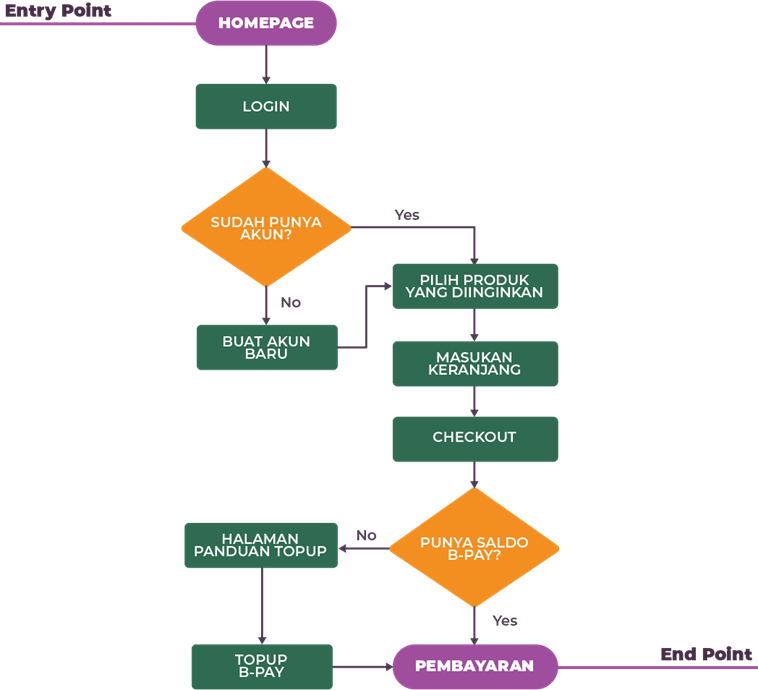 Entry Point
HOMEPAGE
LOGIN
SUDAH PUNYA
AKUN?
Yes
No
PILIH PRODUK
YANG DIINGINKAN
BUAT AKUN
BARU
MASUKAN
KERANJANG
CHECKOUT
PUNYA SALDO
B-PAY?
No
HALAMAN
PANDUAN TOPUP
Yes
TOPUP
B-PAY
PEMBAYARAN
End Point